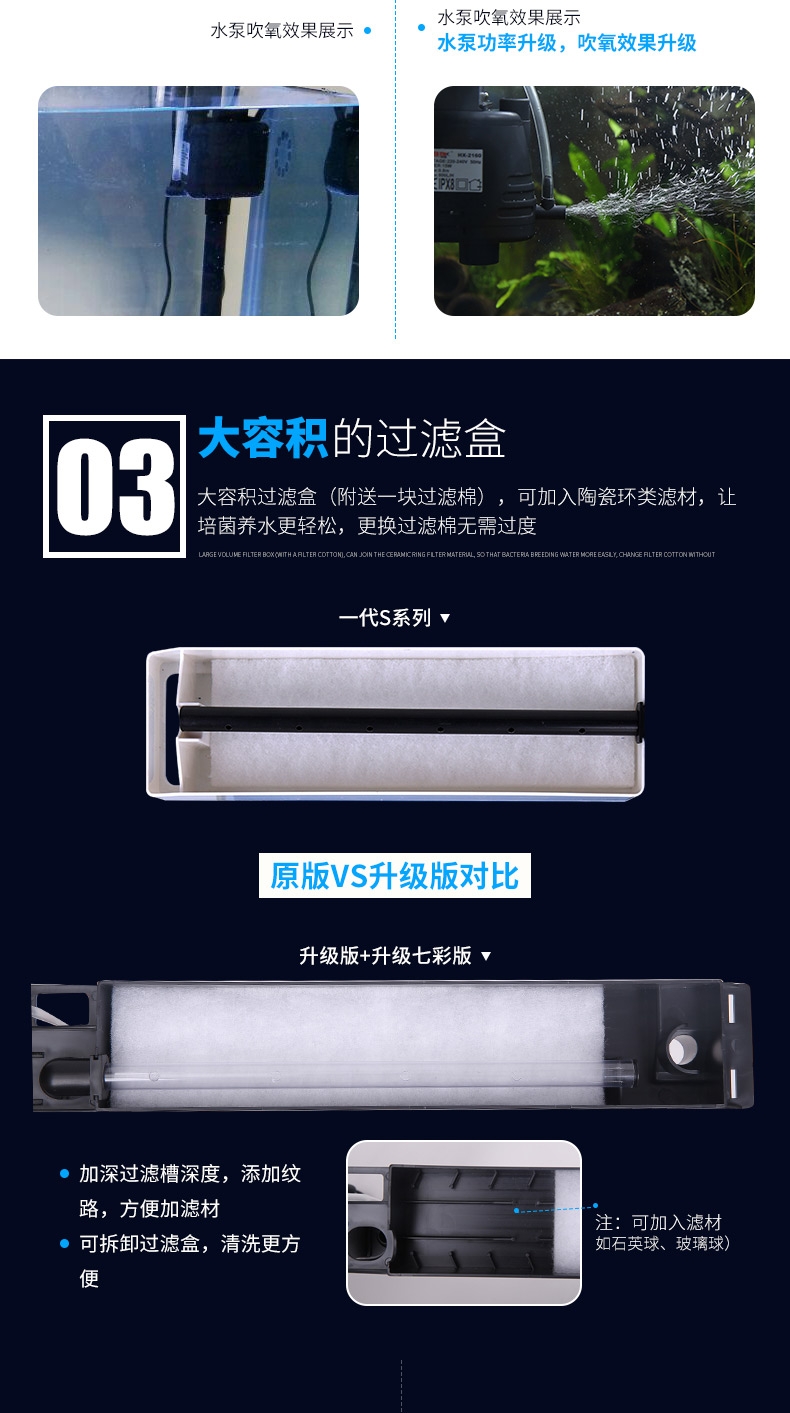 水泵吹氧效果展示
水泵吹氧效果展示
水泵功率升级，吹氧效果升级
HX-2160
IPX8
03
大容积的过滤盒
大容积过滤盒（附送一块过滤棉），可加入陶瓷环类滤材，让
培菌养水更轻松，更换过滤棉无需过度
LARGE VOLUME FILTER BOX (WITH A FILTER COTTON), CAN JOIN THE CERAMIC RING FILTER MATERIAL, SO THAT BACTERIA BREEDING WATER MORE EASILY, CHANGE FILTER COTTON WITHOUT
一代S系列
原版VS升级版对比
升级版+升级七彩版
加深过滤槽深度，添加纹
路，方便加滤材
可拆卸过滤盒，清洗更方
便
注：可加入滤材
如石英球、玻璃球）